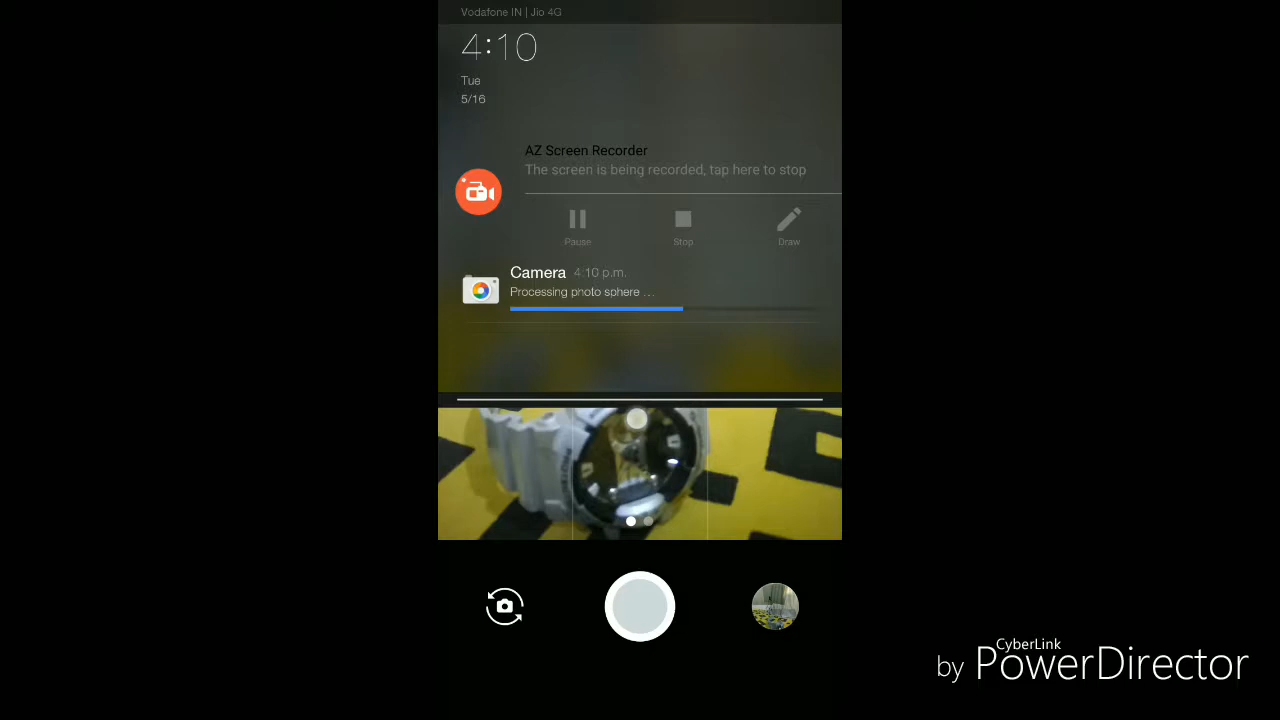 Vodafone IN | Jio 4G
4:10
Tue
5/16
AZ Screen Recorder
The screen is being recorded, tap here to stop
Pause
Stop
Draw
Camera 4:10 p.m.
Processing photo sphere ...
CyberLink
by PowerDirector